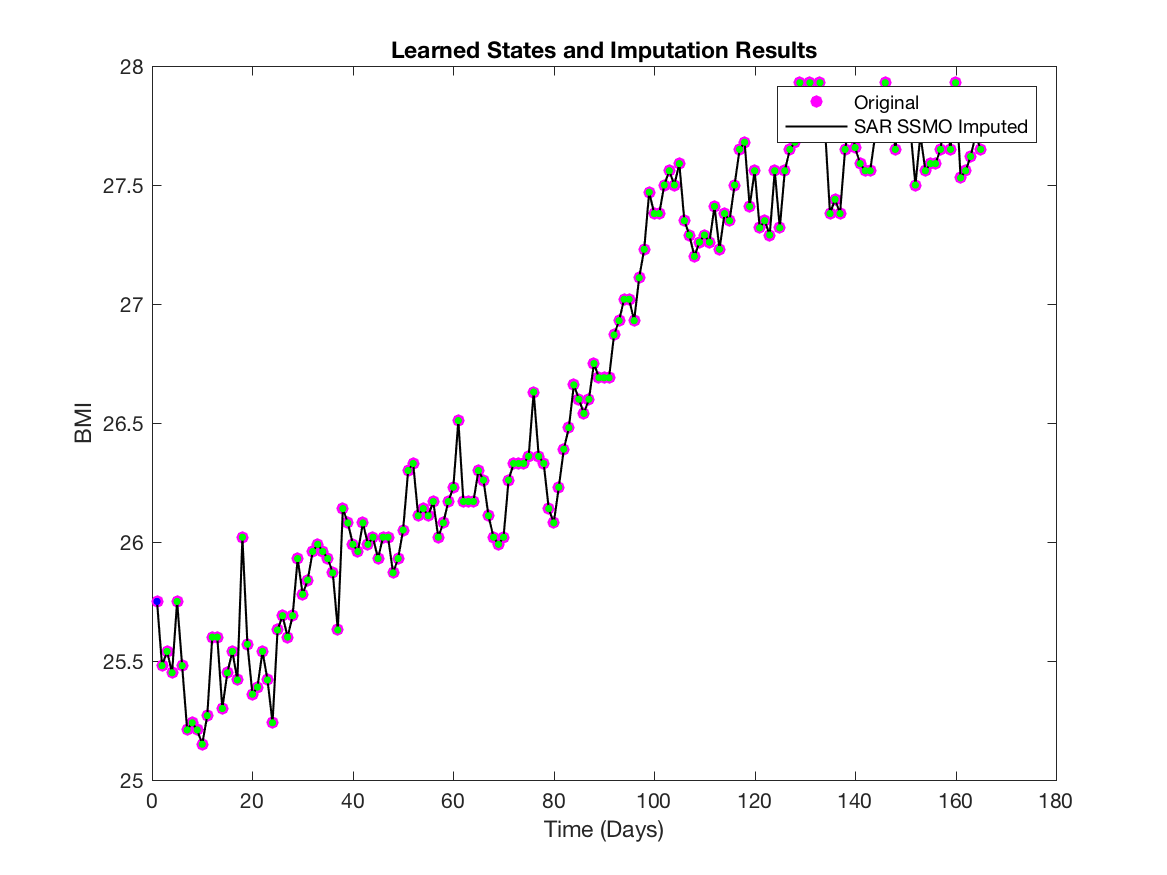 Learned States and Imputation Results
Original
SAR SSMO Imputed
28
27.5
27
26.5
26
25.5
25
BMI
0 20 40 60 80 100 120 140 160 180
Time (Days)